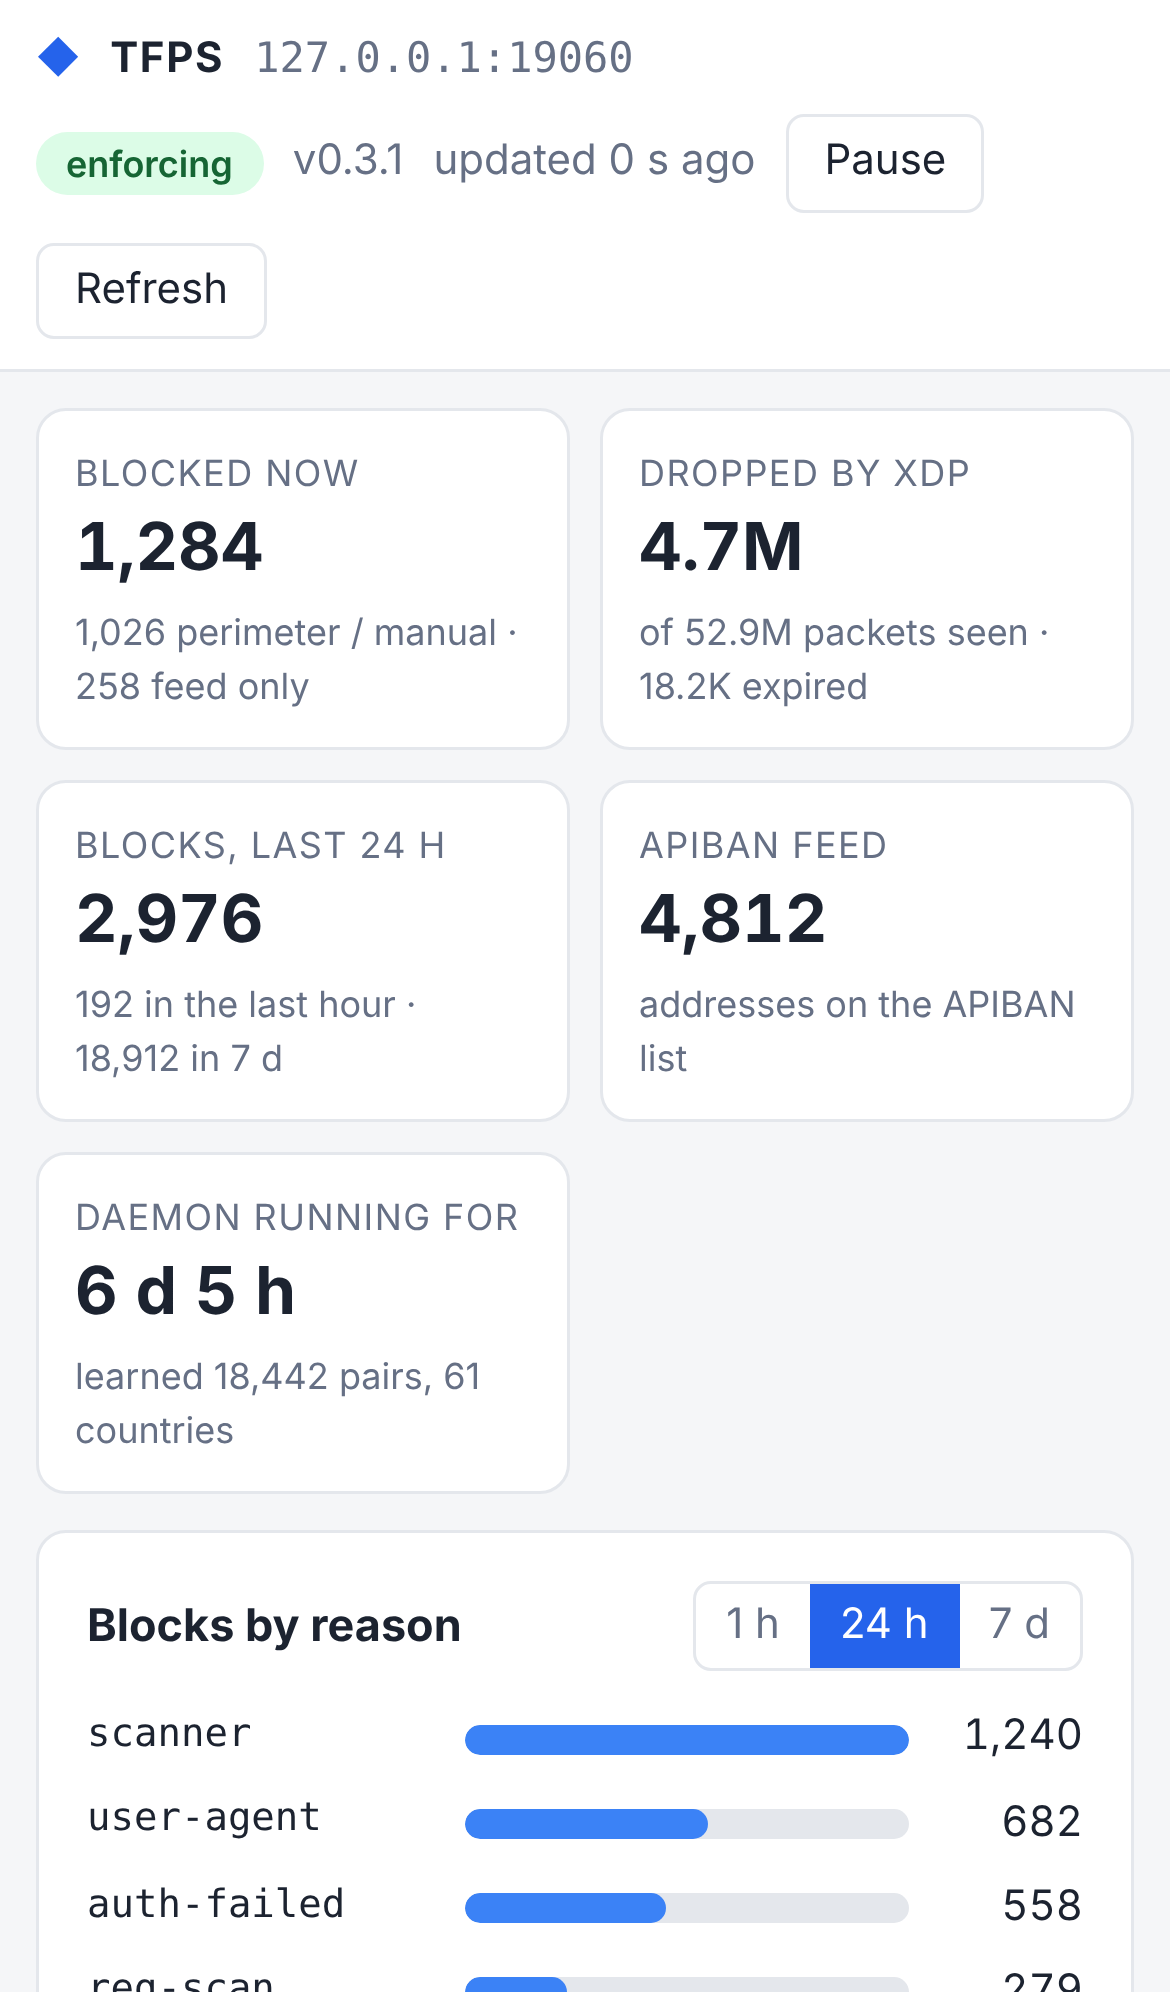 TFPS 127.0.0.1:19060
enforcing v0.3.1 updated 0 s ago Pause
Refresh
BLOCKED NOW
1,284
1,026 perimeter / manual ·
258 feed only
DROPPED BY XDP
4.7M
of 52.9M packets seen ·
18.2K expired
BLOCKS, LAST 24 H
2,976
192 in the last hour ·
18,912 in 7 d
APIBAN FEED
4,812
addresses on the APIBAN
list
DAEMON RUNNING FOR
6 d 5 h
learned 18,442 pairs, 61
countries
Blocks by reason 1 h 24 h 7 d
scanner 1,240
user-agent 682
auth-failed 558
reg-scan 279